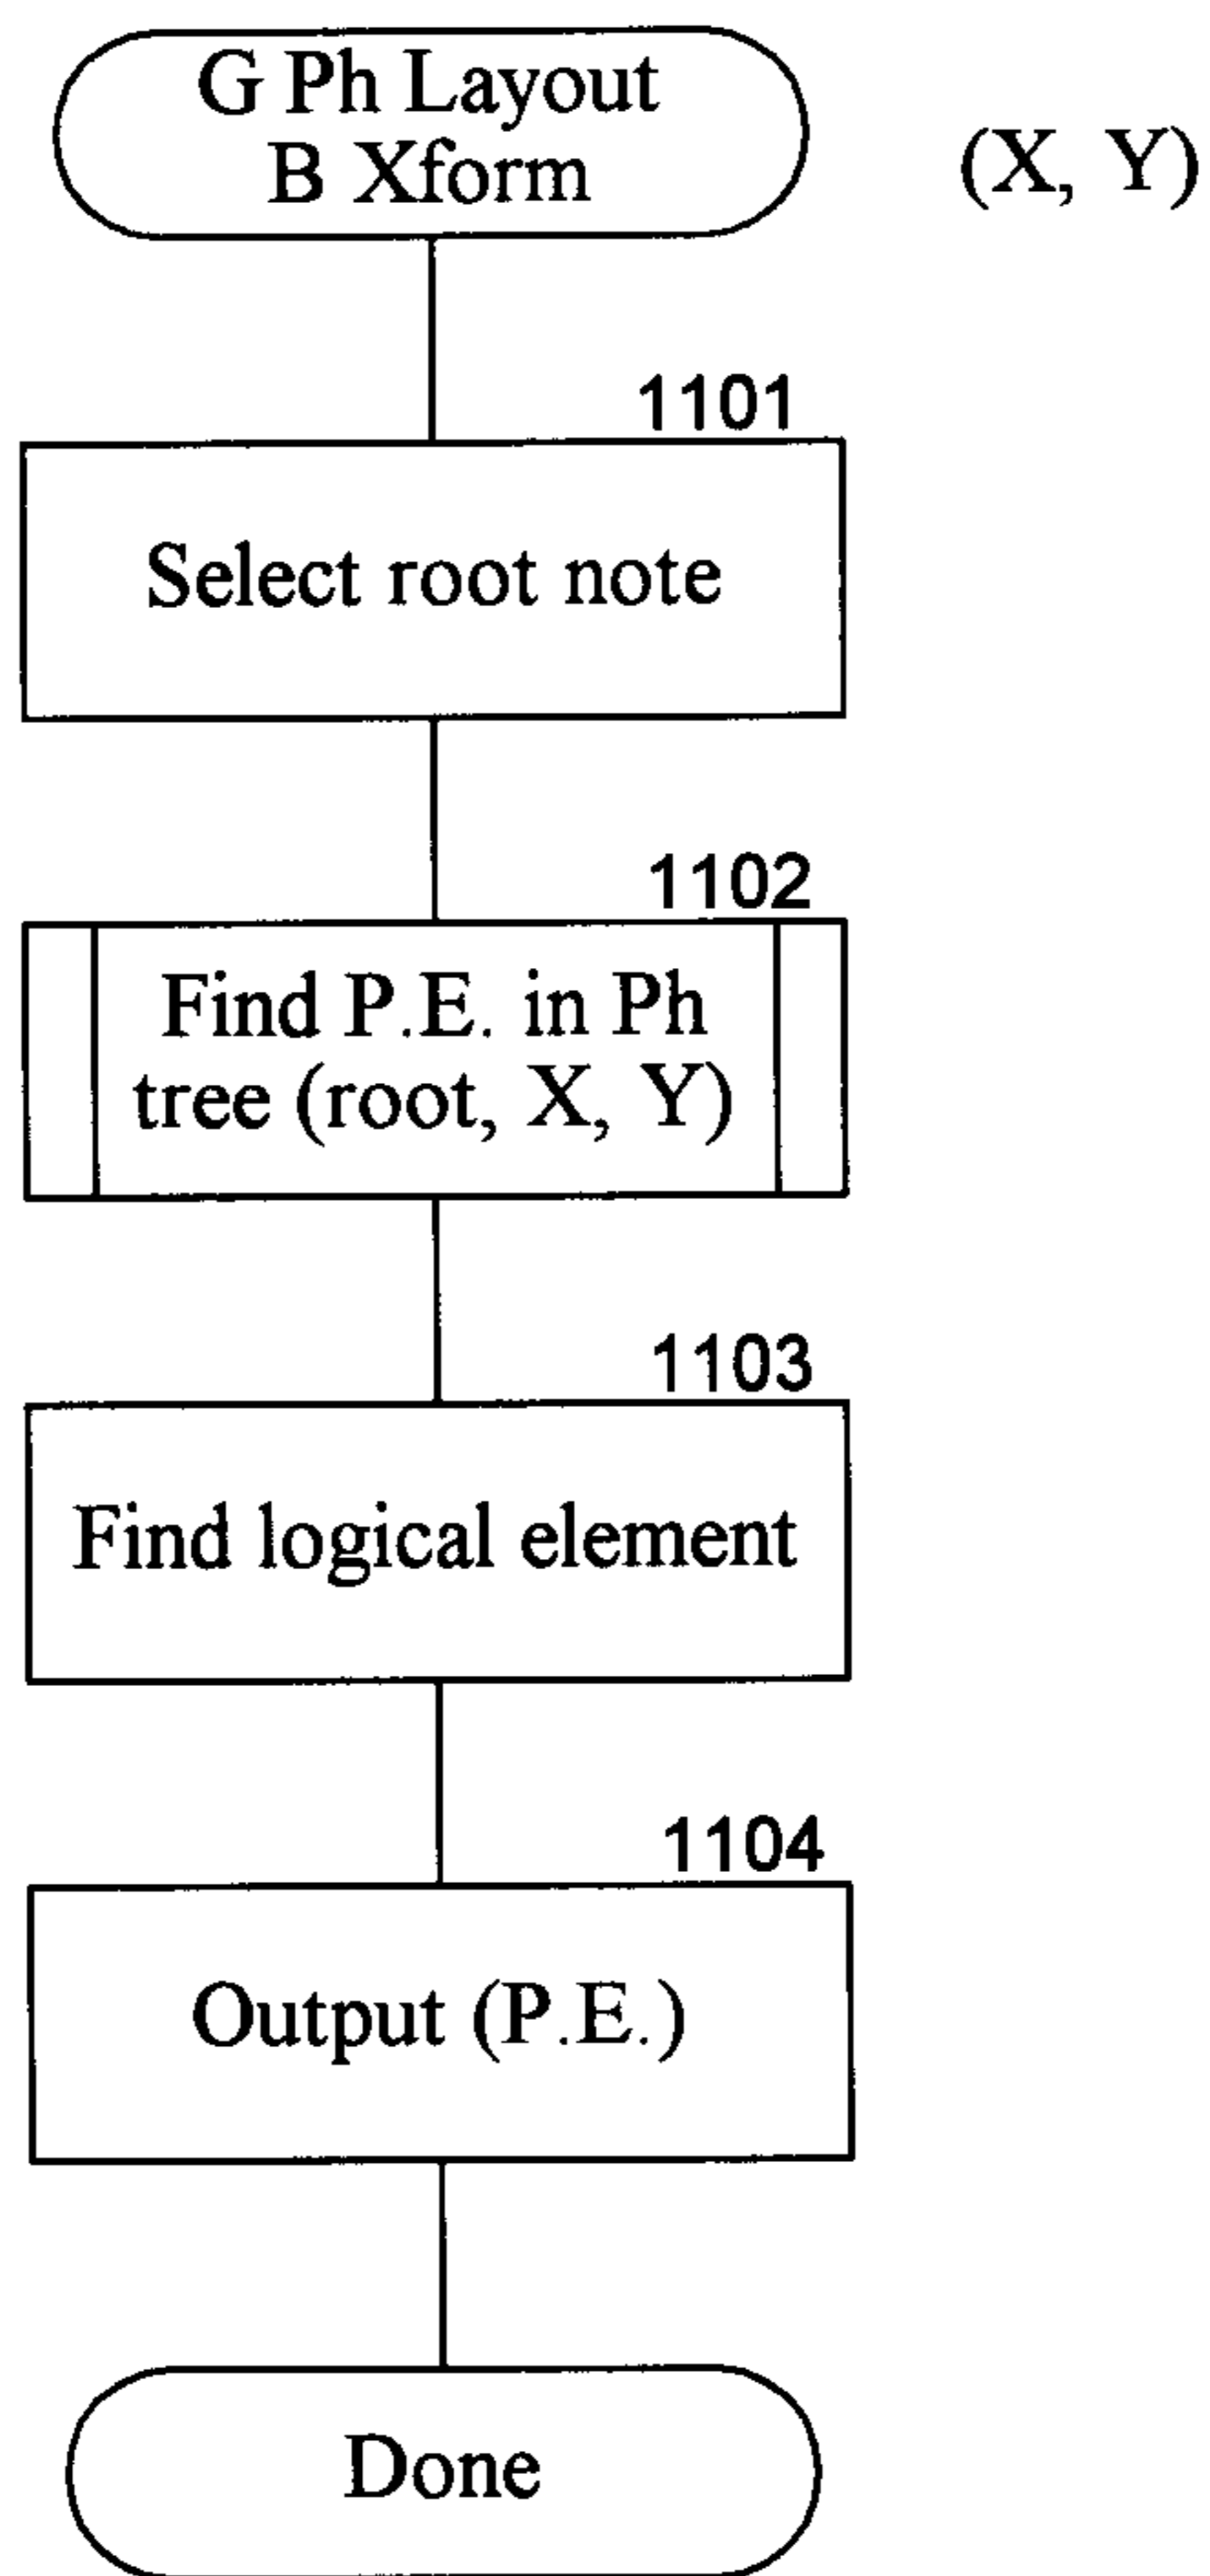 G Ph Layout
B Xform
(X, Y)
1101
Select root note
1102
Find P.E. in Ph
tree (root, X, Y)
1103
Find logical element
1104
Output (P.E.)
Done